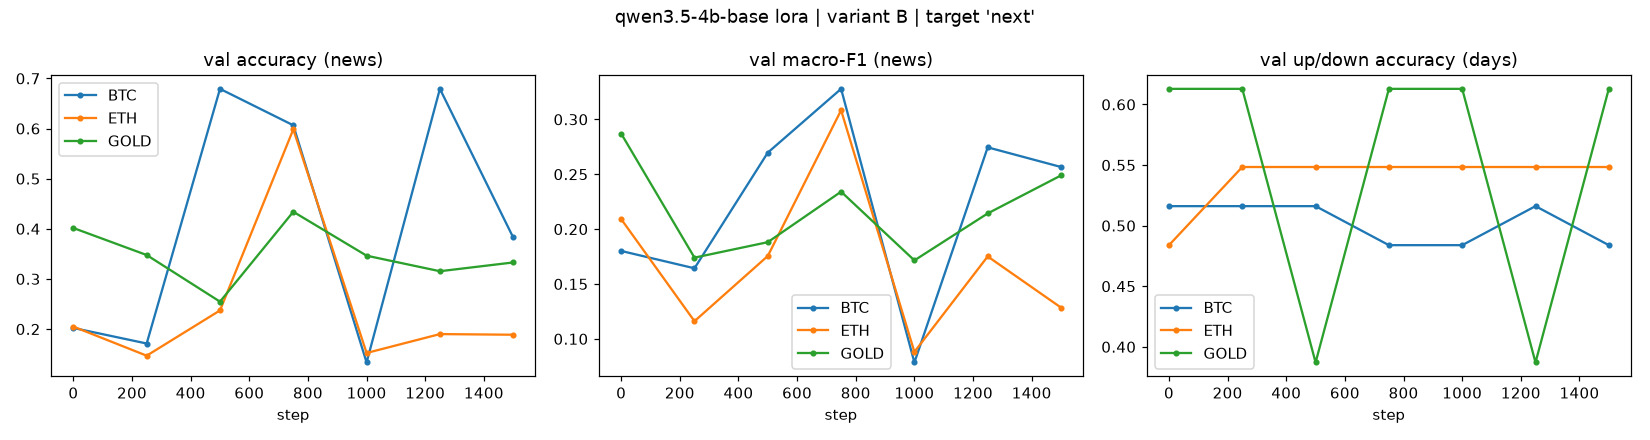 qwen3.5-4b-base lora | variant B | target 'next'
val accuracy (news)
0.7
0.6
0.5
0.4
0.3
0.2
BTC
ETH
GOLD
0 200 400 600 800 1000 1200 1400
step
val macro-F1 (news)
0.30
0.25
0.20
0.15
0.10
BTC
ETH
GOLD
0 200 400 600 800 1000 1200 1400
step
val up/down accuracy (days)
0.60
0.55
0.50
0.45
0.40
BTC
ETH
GOLD
0 200 400 600 800 1000 1200 1400
step